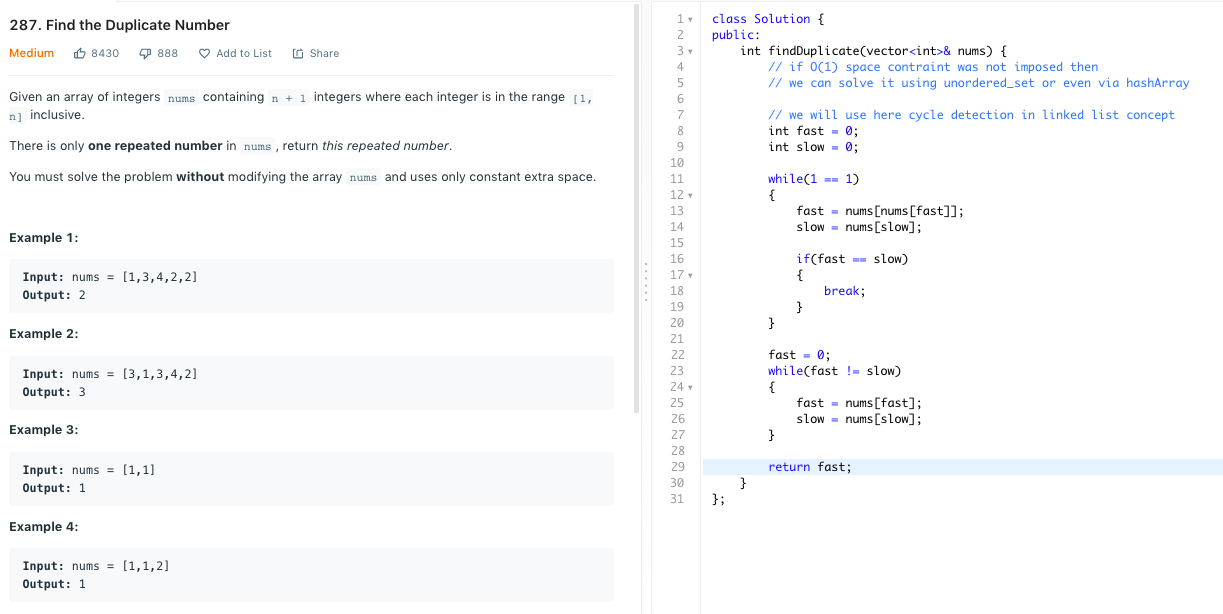 287. Find the Duplicate Number
Medium 8430 888 Add to List Share
Given an array of integers nums containing n + 1 integers where each integer is in the range [1,
n] inclusive.
There is only one repeated number in nums , return this repeated number.
You must solve the problem without modifying the array nums and uses only constant extra space.
Example 1:
Input: nums = [1,3,4,2,2]
Output: 2
Example 2:
Input: nums = [3,1,3,4,2]
Output: 3
Example 3:
Input: nums = [1,1]
Output: 1
Example 4:
Input: nums = [1,1,2]
Output: 1
1 class Solution {
2 public:
3     int findDuplicate(vector<int>& nums) {
4         // if O(1) space contraint was not imposed then
5         // we can solve it using unordered_set or even via hashArray
6
7         // we will use here cycle detection in linked list concept
8         int fast = 0;
9         int slow = 0;
10
11         while(1 == 1)
12         {
13             fast = nums[nums[fast]];
14             slow = nums[slow];
15
16             if(fast == slow)
17             {
18                 break;
19             }
20         }
21
22         fast = 0;
23         while(fast != slow)
24         {
25             fast = nums[fast];
26             slow = nums[slow];
27         }
28
29         return fast;
30     }
31 };